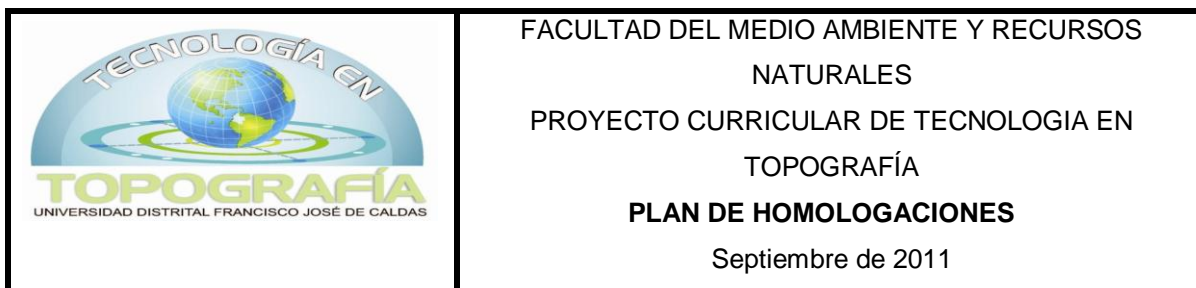 TECNOLOGÍA EN
TOPOGRAFÍA
UNIVERSIDAD DISTRITAL FRANCISCO JOSÉ DE CALDAS
FACULTAD DEL MEDIO AMBIENTE Y RECURSOS
NATURALES
PROYECTO CURRICULAR DE TECNOLOGIA EN
TOPOGRAFÍA
PLAN DE HOMOLOGACIONES
Septiembre de 2011